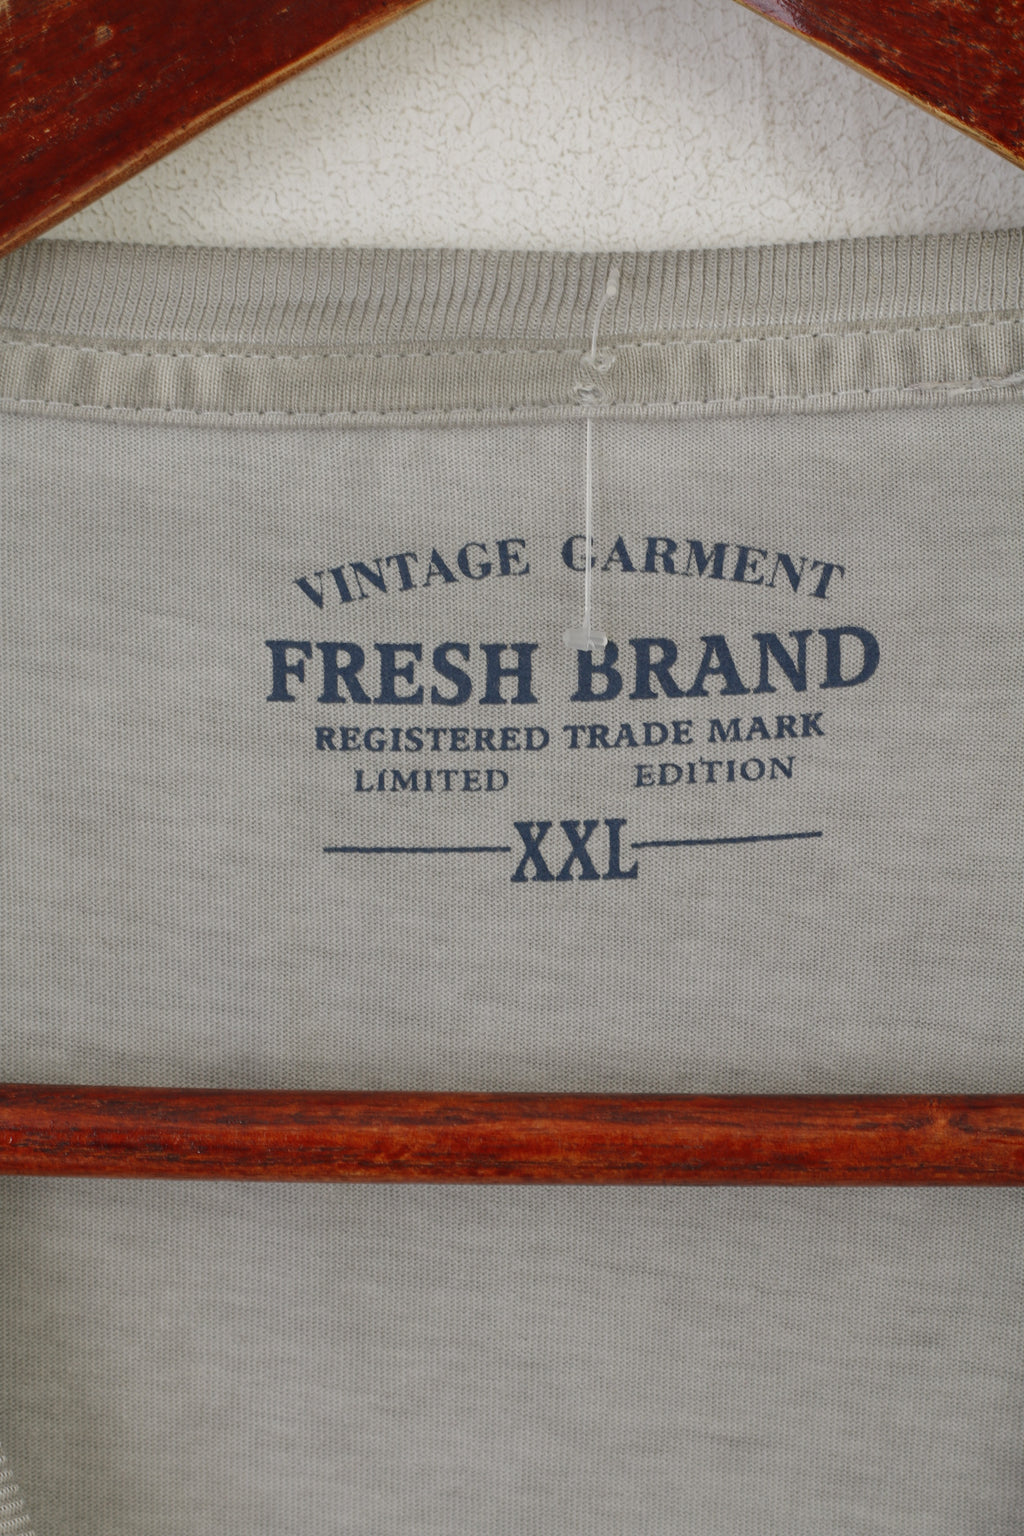 VINTAGE GARMENT
FRESH BRAND
REGISTERED TRADE MARK
LIMITED EDITION
XXL